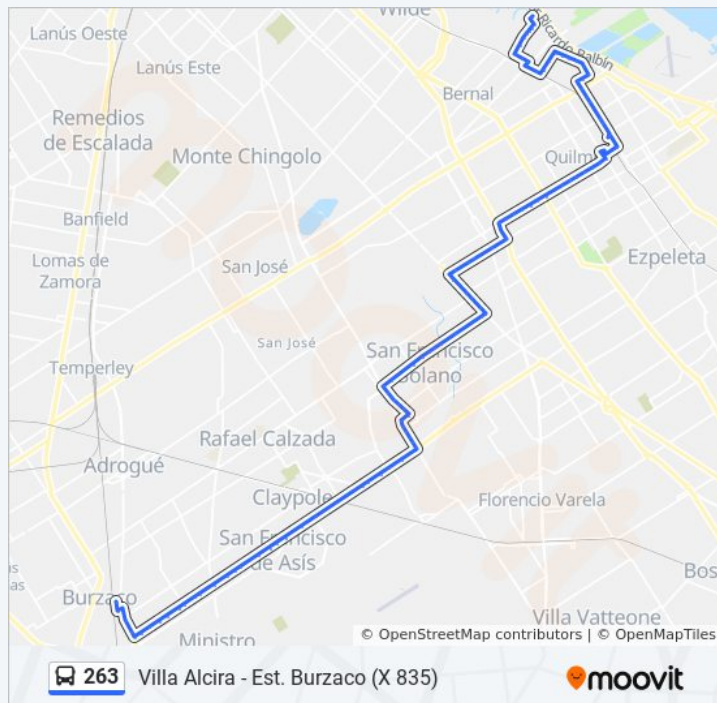 Wilde
Ricardo Balbín
Lanús Oeste
Lanús Este
Bernal
Remedios
de Escalada
Monte Chingolo
Quilm
Banfield
San José
Ezpeleta
Lomas de
Zamora
San José
San Francisco
Solano
Temperley
Rafael Calzada
Adrogué
Claypole
Florencio Varela
San Francisco
de Asís
Bos
Burzaco
Villa Vatteone
Ministro
© OpenStreetMap contributors | © OpenMapTiles
263
Villa Alcira - Est. Burzaco (X 835)
moovit